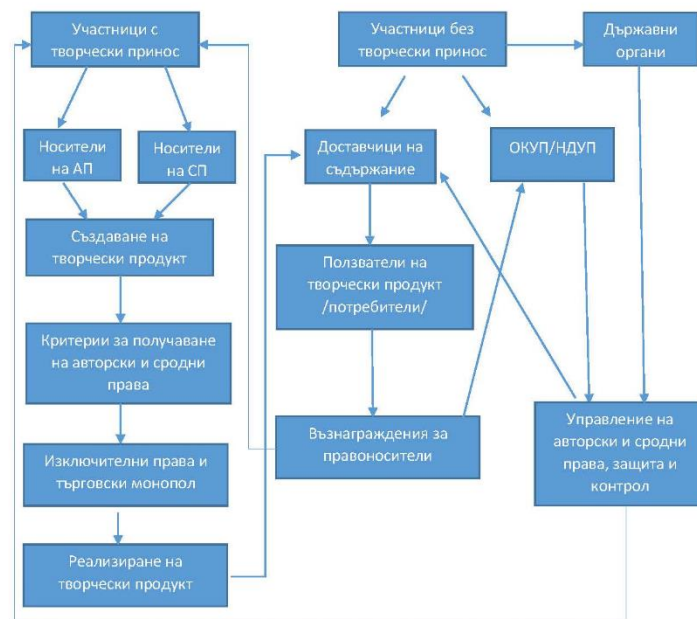 Участници с
творчески принос
Участници без
творчески принос
Държавни
органи
Носители
на АП
Носители
на СП
Доставчици на
съдържание
ОКУП/НДУП
Създаване на
творчески продукт
Ползватели на
творчески продукт
/потребители/
Критерии за получаване
на авторски и сродни
права
Възнаграждения за
правоносители
Управление на
авторски и сродни
права, защита и
контрол
Изключителни права и
търговски монопол
Реализиране на
творчески продукт